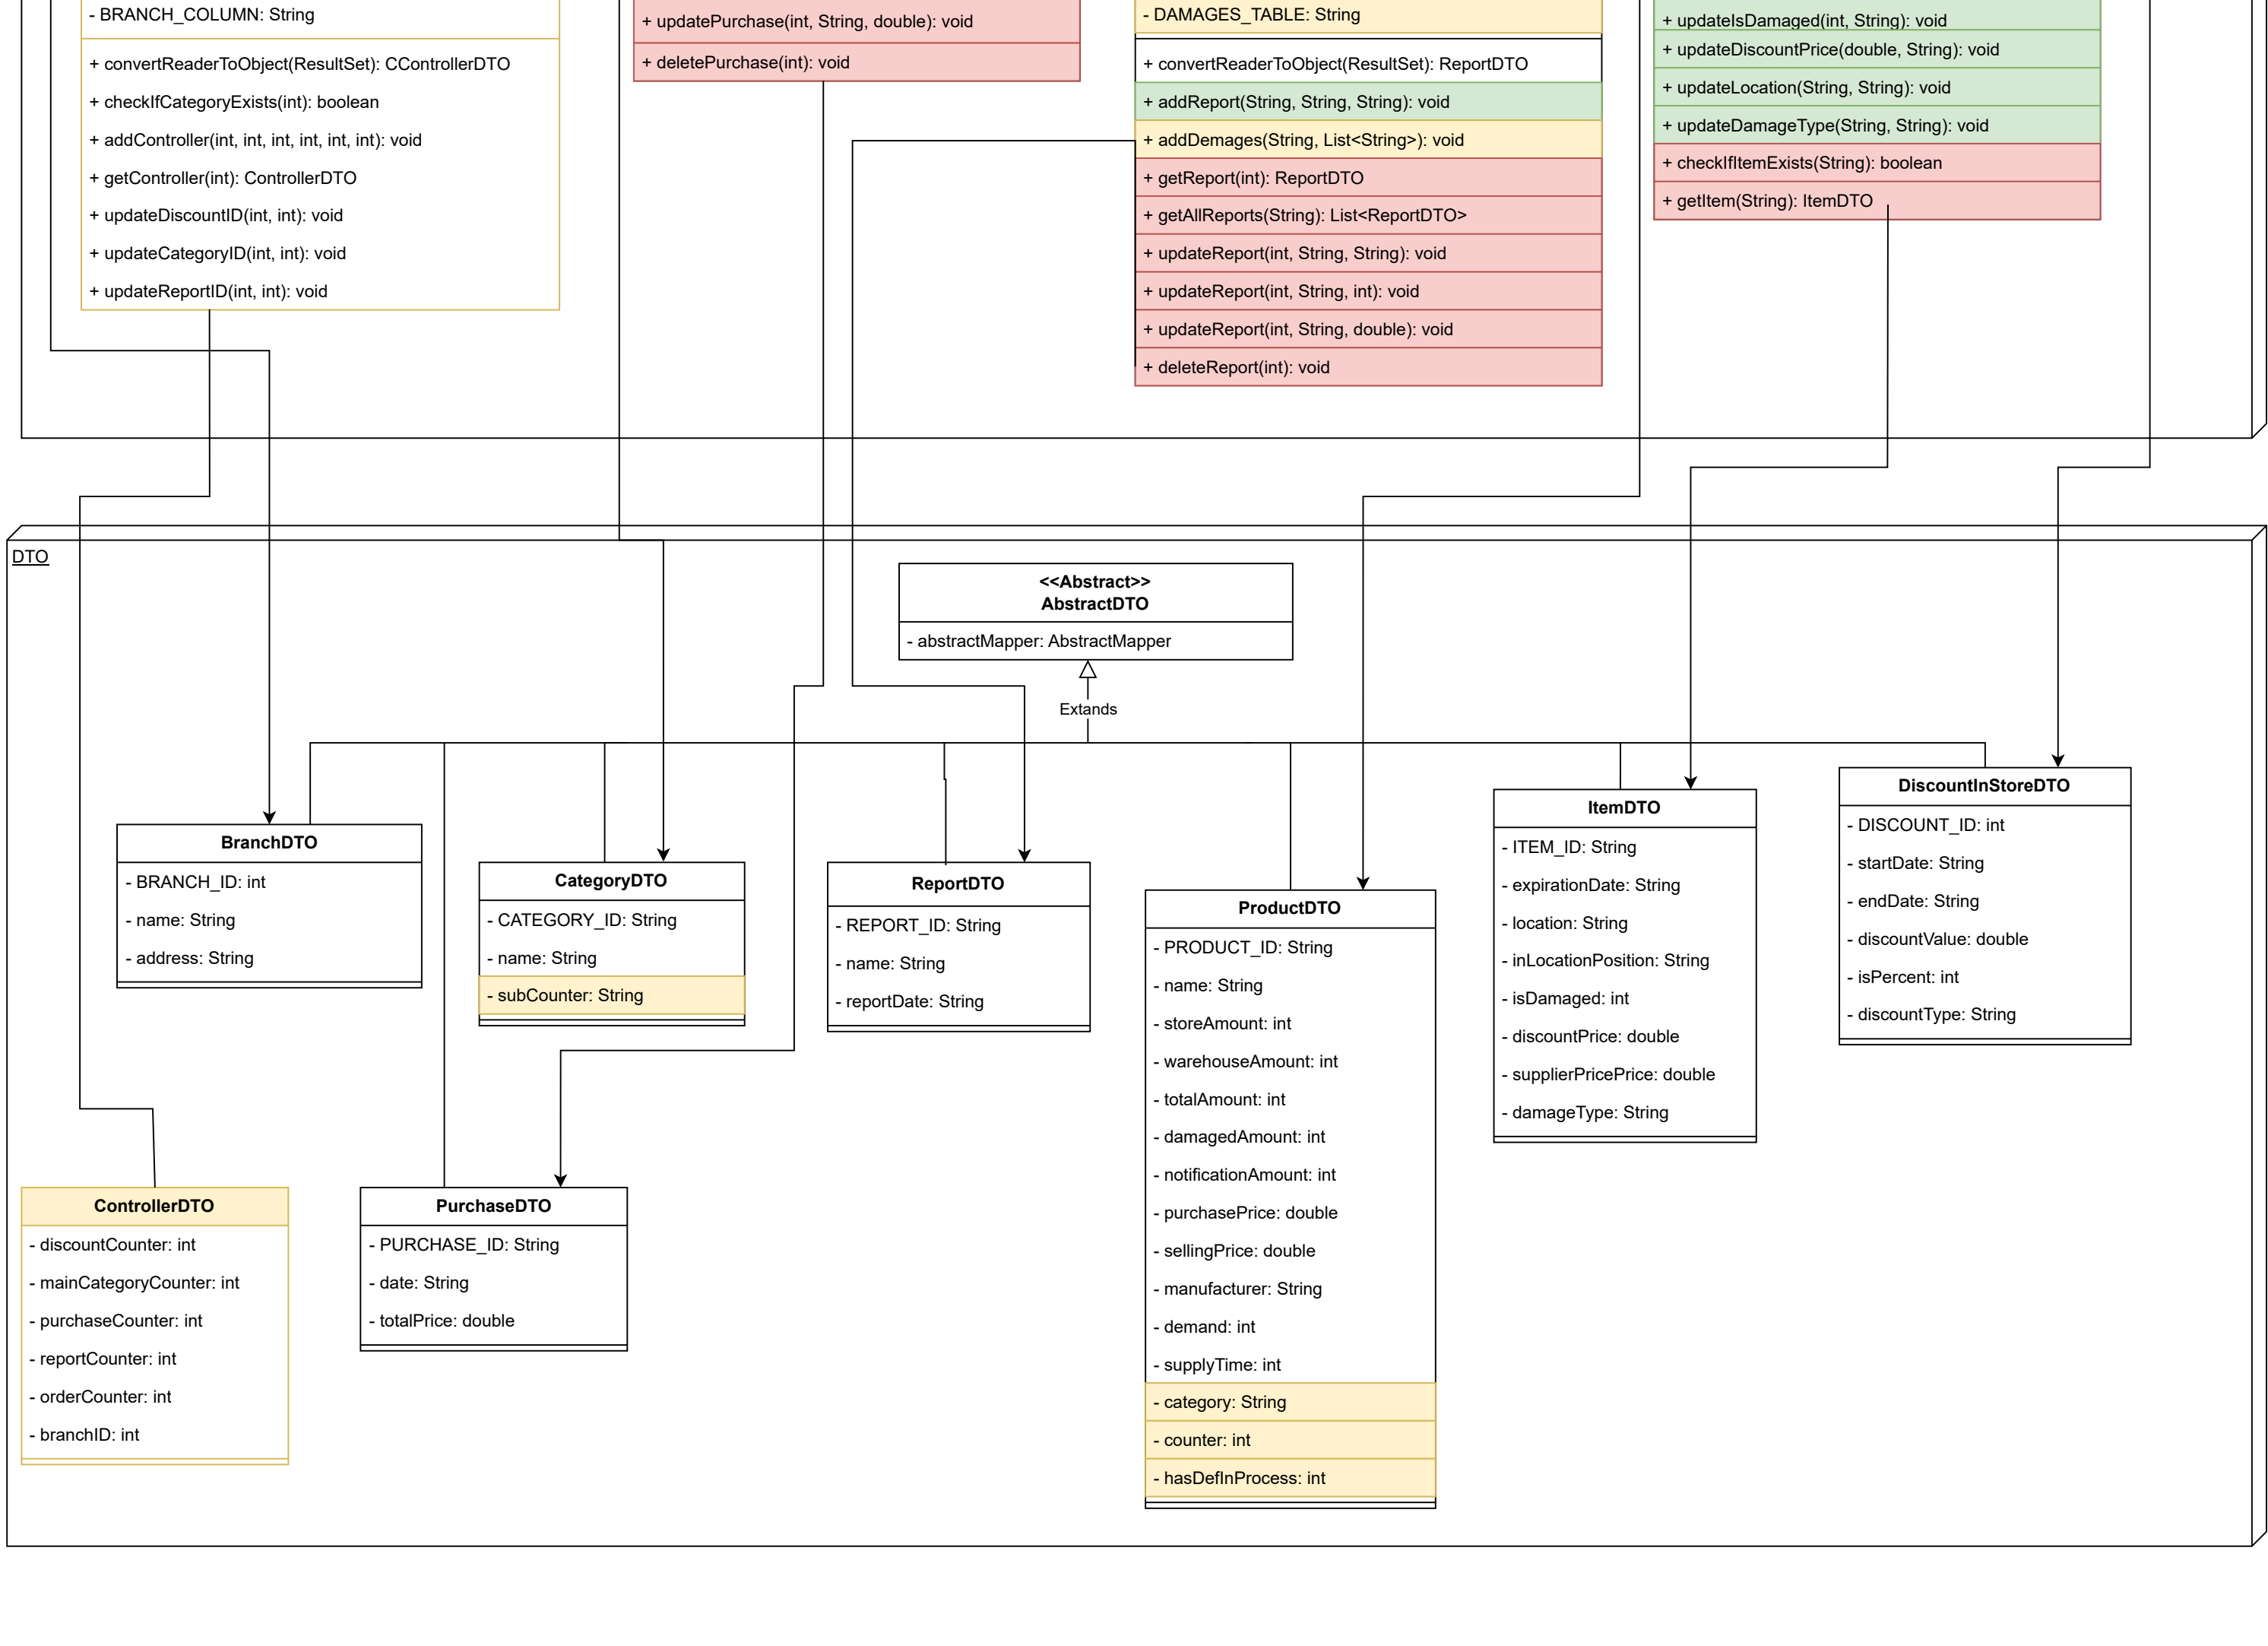 - BRANCH_COLUMN: String
+ convertReaderToObject(ResultSet): CControllerDTO
+ checkIfCategoryExists(int): boolean
+ addController(int, int, int, int, int, int): void
+ getController(int): ControllerDTO
+ updateDiscountID(int, int): void
+ updateCategoryID(int, int): void
+ updateReportID(int, int): void
+ updatePurchase(int, String, double): void
+ deletePurchase(int): void
- DAMAGES_TABLE: String
+ convertReaderToObject(ResultSet): ReportDTO
+ addReport(String, String, String): void
+ addDemages(String, List<String>): void
+ getReport(int): ReportDTO
+ getAllReports(String): List<ReportDTO>
+ updateReport(int, String, String): void
+ updateReport(int, String, int): void
+ updateReport(int, String, double): void
+ deleteReport(int): void
+ updateIsDamaged(int, String): void
+ updateDiscountPrice(double, String): void
+ updateLocation(String, String): void
+ updateDamageType(String, String): void
+ checkIfItemExists(String): boolean
+ getItem(String): ItemDTO
DTO
<<Abstract>>
AbstractDTO
- abstractMapper: AbstractMapper
Extands
BranchDTO
- BRANCH_ID: int
- name: String
- address: String
CategoryDTO
- CATEGORY_ID: String
- name: String
- subCounter: String
ReportDTO
- REPORT_ID: String
- name: String
- reportDate: String
ProductDTO
- PRODUCT_ID: String
- name: String
- storeAmount: int
- warehouseAmount: int
- totalAmount: int
- damagedAmount: int
- notificationAmount: int
- purchasePrice: double
- sellingPrice: double
- manufacturer: String
- demand: int
- supplyTime: int
- category: String
- counter: int
- hasDefInProcess: int
ItemDTO
- ITEM_ID: String
- expirationDate: String
- location: String
- inLocationPosition: String
- isDamaged: int
- discountPrice: double
- supplierPricePrice: double
- damageType: String
DiscountInStoreDTO
- DISCOUNT_ID: int
- startDate: String
- endDate: String
- discountValue: double
- isPercent: int
- discountType: String
ControllerDTO
- discountCounter: int
- mainCategoryCounter: int
- purchaseCounter: int
- reportCounter: int
- orderCounter: int
- branchID: int
PurchaseDTO
- PURCHASE_ID: String
- date: String
- totalPrice: double